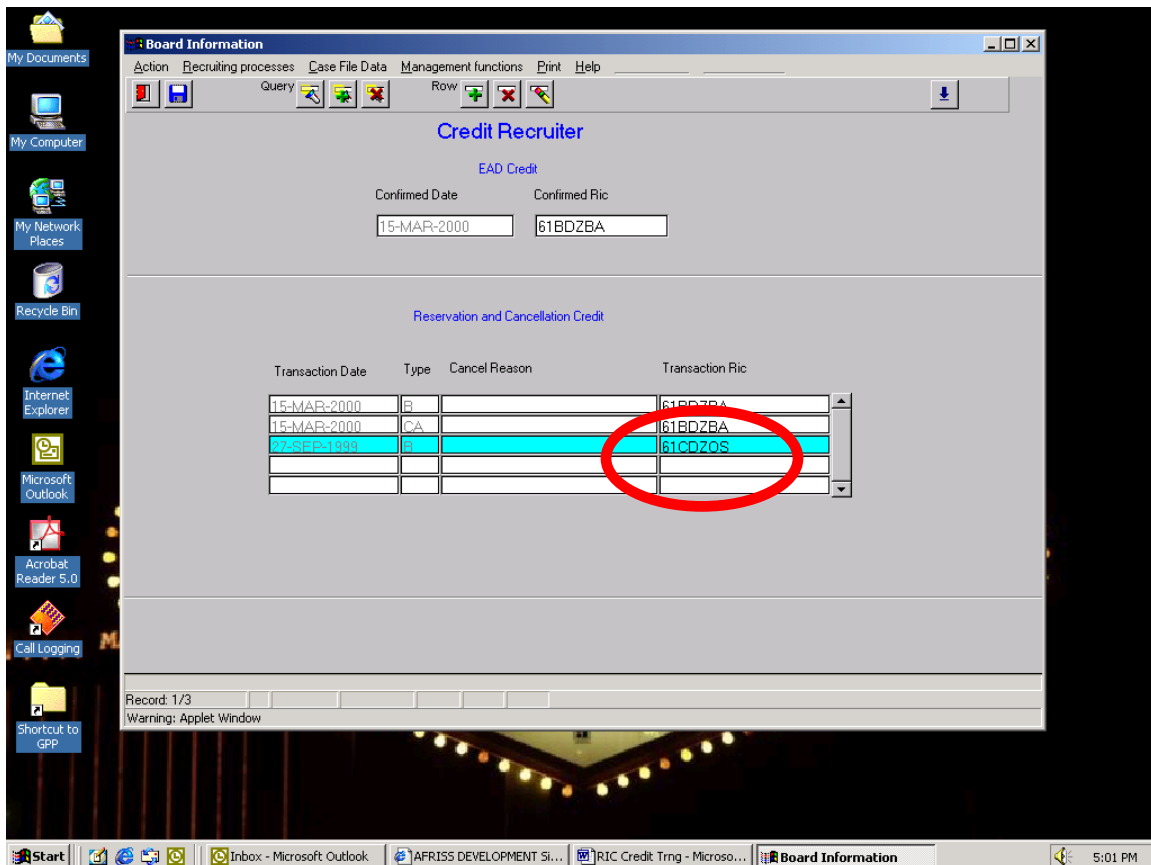 My Documents
My Computer
My Network
Places
Recycle Bin
Internet
Explorer
Microsoft
Outlook
Acrobat
Reader 5.0
Call Logging
Shortcut to
GPP
Board Information
Action Recruiting processes Case File Data Management functions Print Help
Query Row
Credit Recruiter
EAD Credit
Confirmed Date Confirmed Ric
15-MAR-2000 61BDZBA
Reservation and Cancellation Credit
Transaction Date Type Cancel Reason Transaction Ric
15-MAR-2000 B 61BDZBA
15-MAR-2000 CA 61BDZBA
27-SEP-1999 B 61CDZOS
Record: 1/3
Warning: Applet Window
M
Start Inbox - Microsoft Outlook AFRISS DEVELOPMENT Si... RIC Credit Trng - Microso... Board Information 5:01 PM